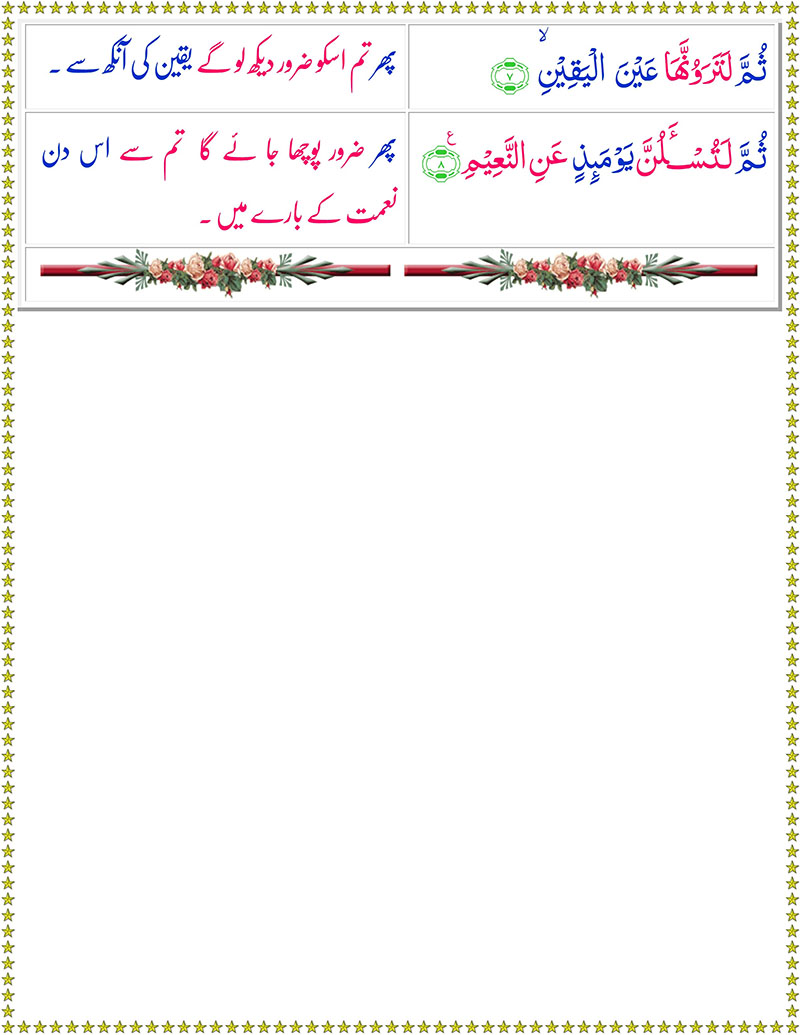 ثُمَّ لَتَرَوُنَّهَا عَيْنَ الْيَقِيْنِ ۙ ﴿۷﴾
پھر تم اسکو ضرور دیکھ لو گے یقین کی آنکھ سے ۔
ثُمَّ لَتُسْـَٔلُنَّ يَوْمَئِذٍ عَنِ النَّعِيْمِ ﴿۸﴾ ع
پھر ضرور پوچھا جائے گا تم سے اس دن
نعمت کے بارے میں ۔